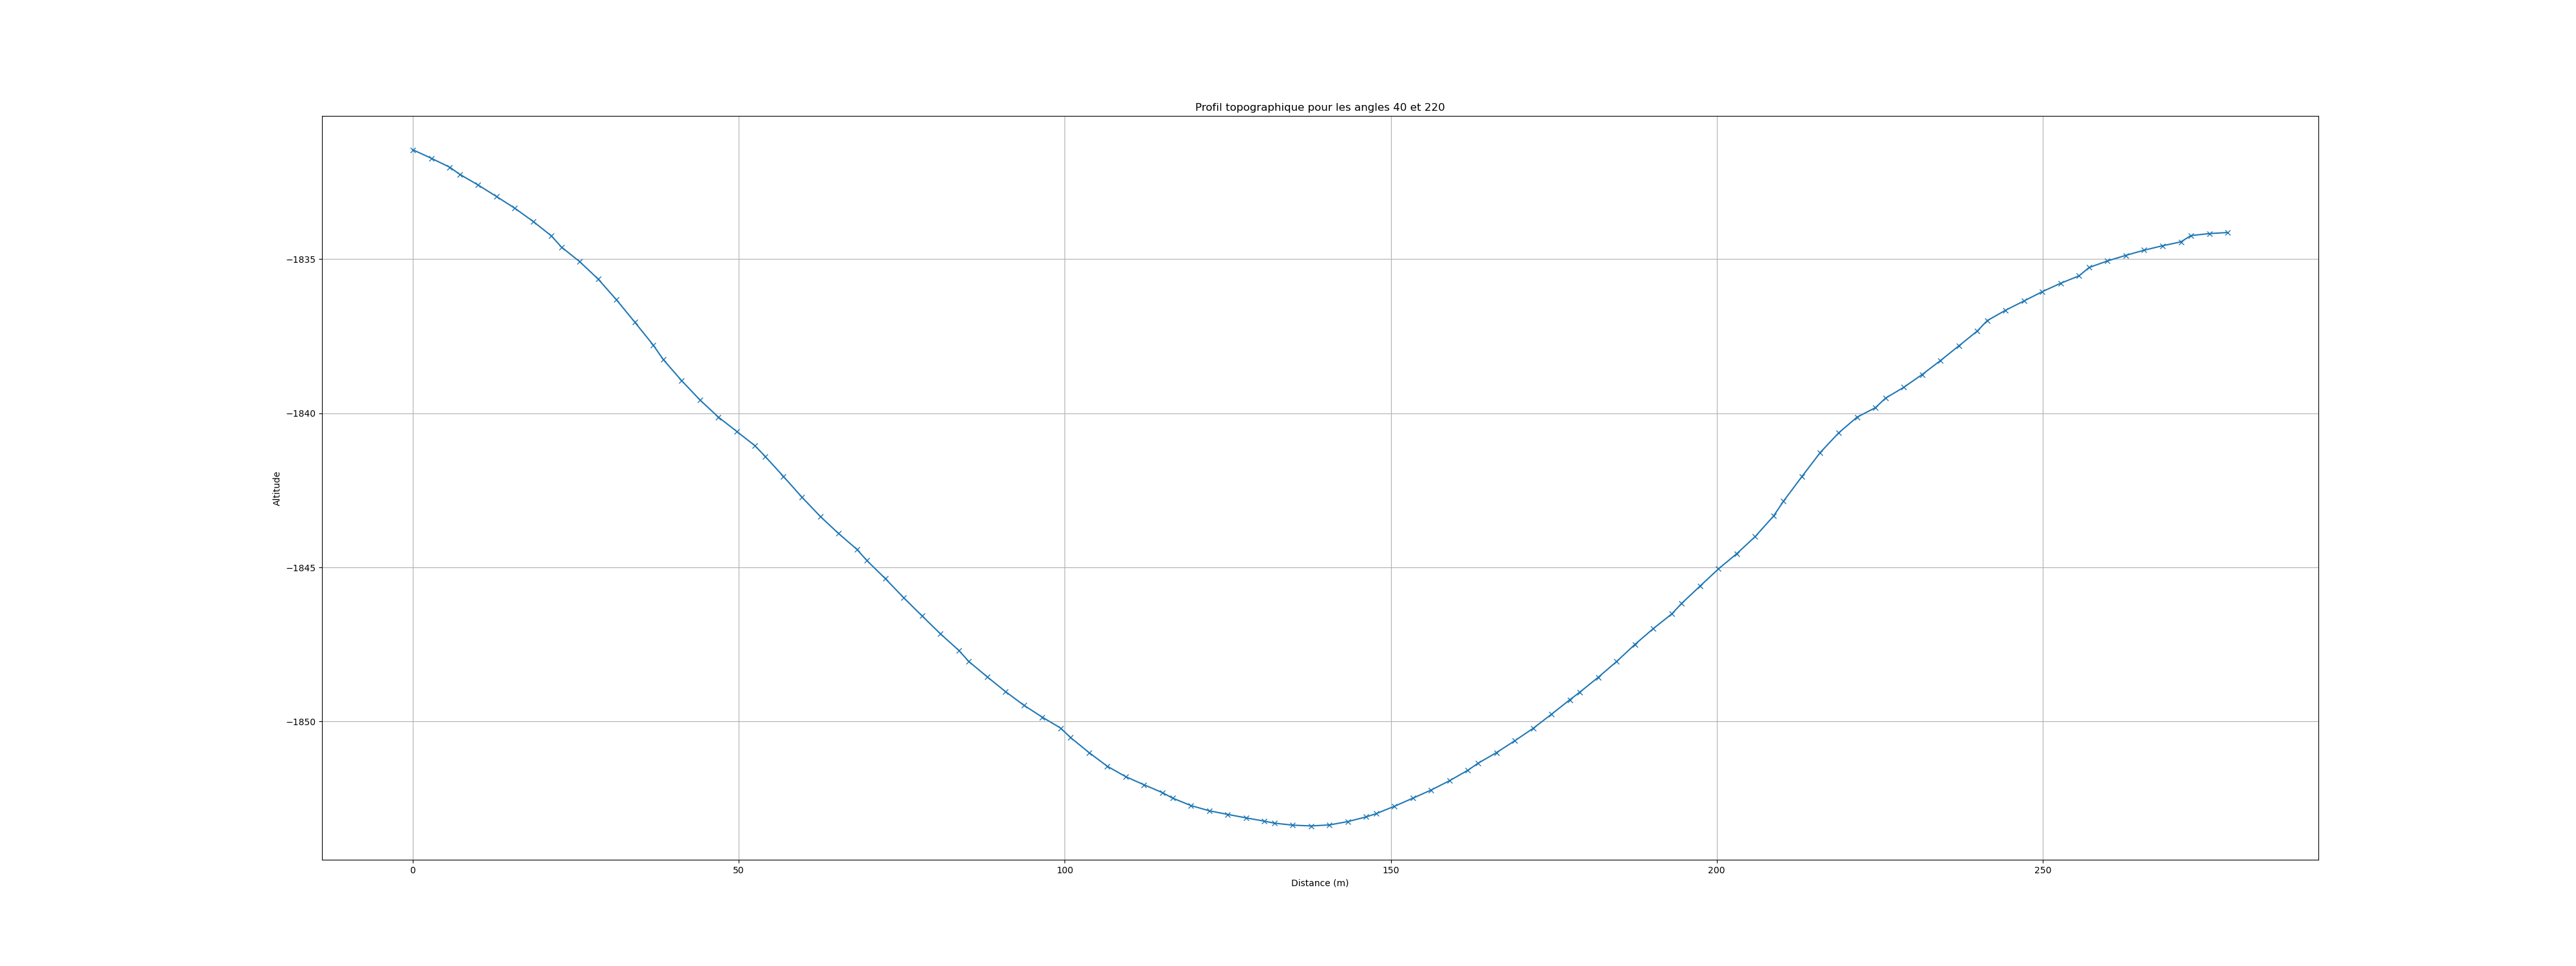 Profil topographique pour les angles 40 et 220
Altitude
−1835
−1840
−1845
−1850
0 50 100 150 200 250
Distance (m)